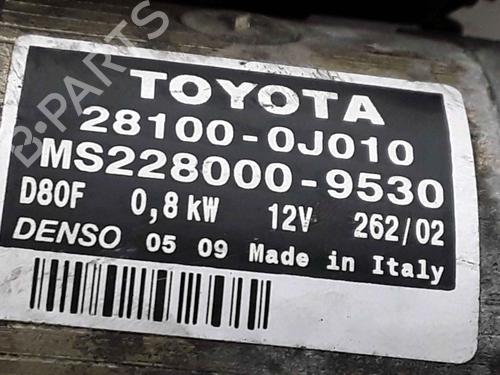 TOYOTA
28100-0J010
MS228000-9530
D80F 0,8 kW 12V 262/02
DENSO 05 09 Made in Italy
B-PARTS